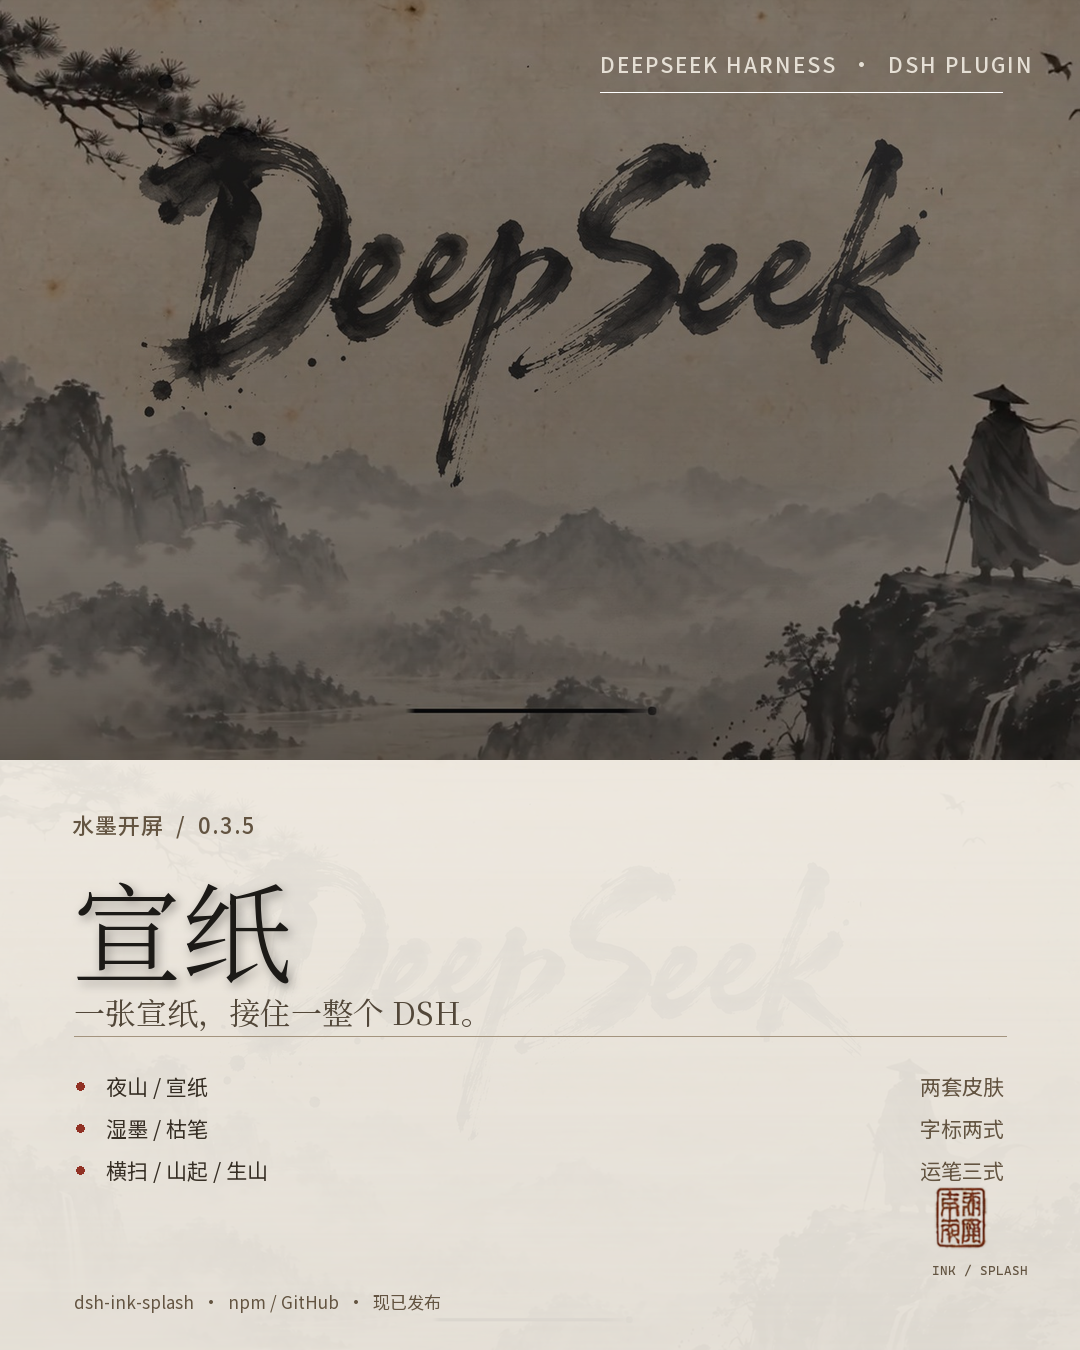 DEEPSEEK HARNESS • DSH PLUGIN
DeepSeek
水墨开屏 / 0.3.5
宣纸
一张宣纸，接住一整个 DSH。
夜山 / 宣纸 两套皮肤
湿墨 / 枯笔 字标两式
横扫 / 山起 / 生山 运笔三式
INK / SPLASH
dsh-ink-splash • npm / GitHub • 现已发布